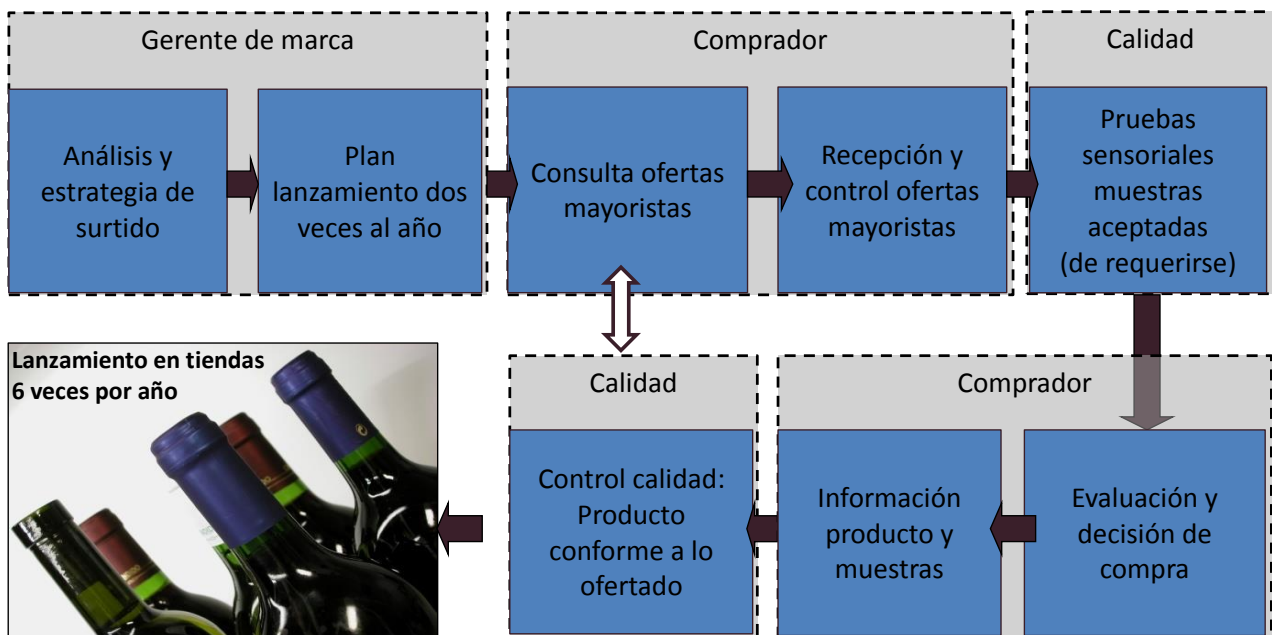 Gerente de marca
Análisis y
estrategia de
surtido
Plan
lanzamiento dos
veces al año
Comprador
Consulta ofertas
mayoristas
Recepción y
control ofertas
mayoristas
Calidad
Pruebas
sensoriales
muestras
aceptadas
(de requerirse)
Comprador
Evaluación y
decisión de
compra
Información
producto y
muestras
Calidad
Control calidad:
Producto
conforme a lo
ofertado
Lanzamiento en tiendas
6 veces por año